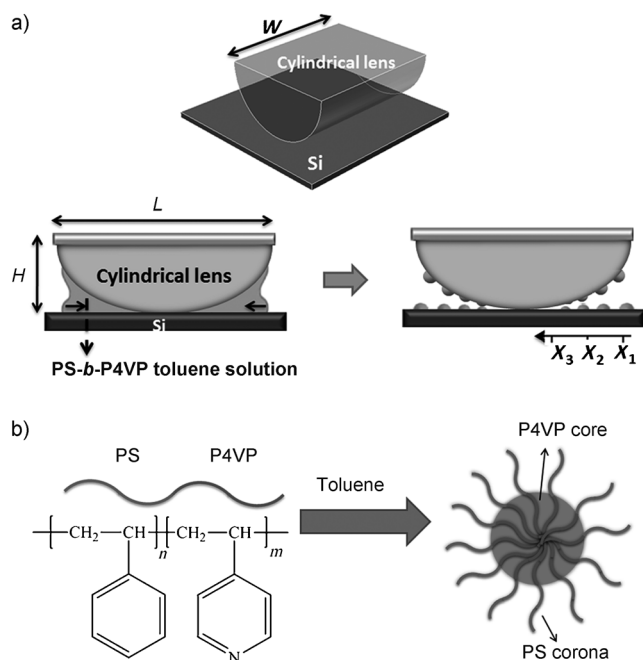 a)
W
Cylindrical lens
Si
L
H
Cylindrical lens
Si
PS-b-P4VP toluene solution
X3 X2 X1
b)
PS P4VP
Toluene
P4VP core
CH2 CH n CH2 CH m
N
PS corona